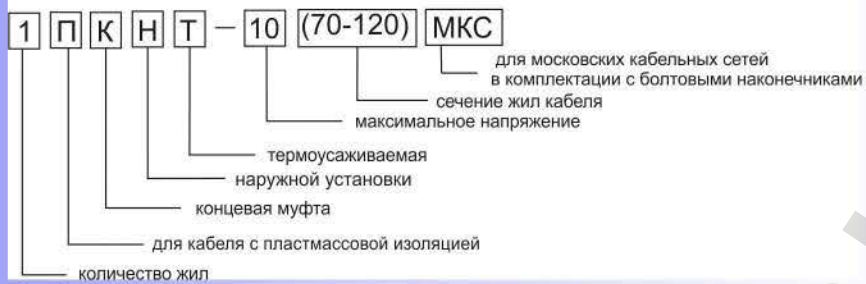 1 П К Н Т – 10 (70-120) МКС
для московских кабельных сетей
в комплектации с болтовыми наконечниками
сечение жил кабеля
максимальное напряжение
термоусаживаемая
наружной установки
концевая муфта
для кабеля с пластмассовой изоляцией
количество жил